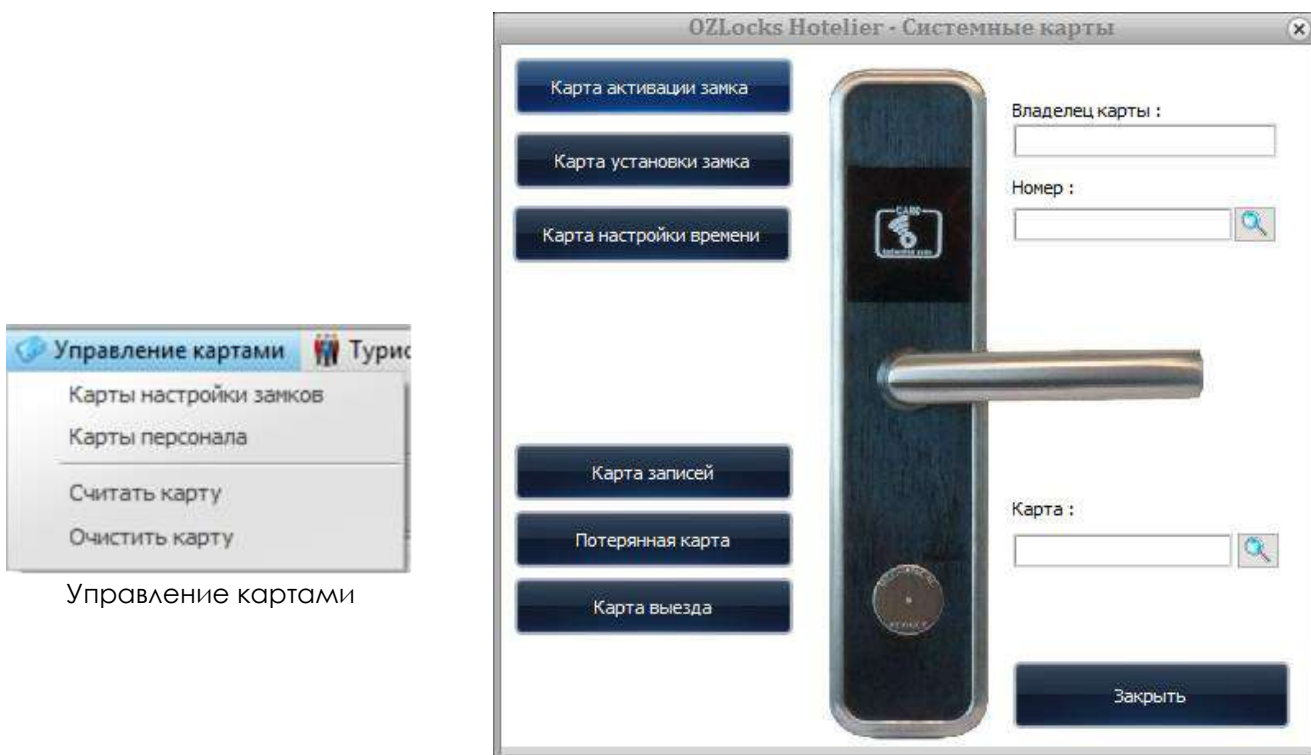 Управление картами Турис
Карты настройки замков
Карты персонала
Считать карту
Очистить карту
Управление картами
OZLocks Hotelier - Системные карты
Карта активации замка
Карта установки замка
Карта настройки времени
Карта записей
Потерянная карта
Карта выезда
CARD
Владелец карты :
Номер :
Карта :
Закрыть